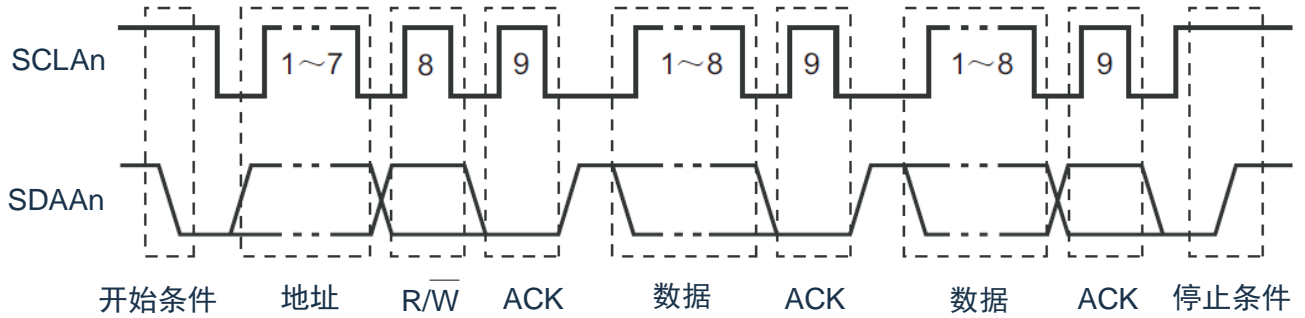 SCLAn 1～7 8 9 1～8 9 1～8 9
SDAAn
开始条件 地址 R/W̅ ACK 数据 ACK 数据 ACK 停止条件